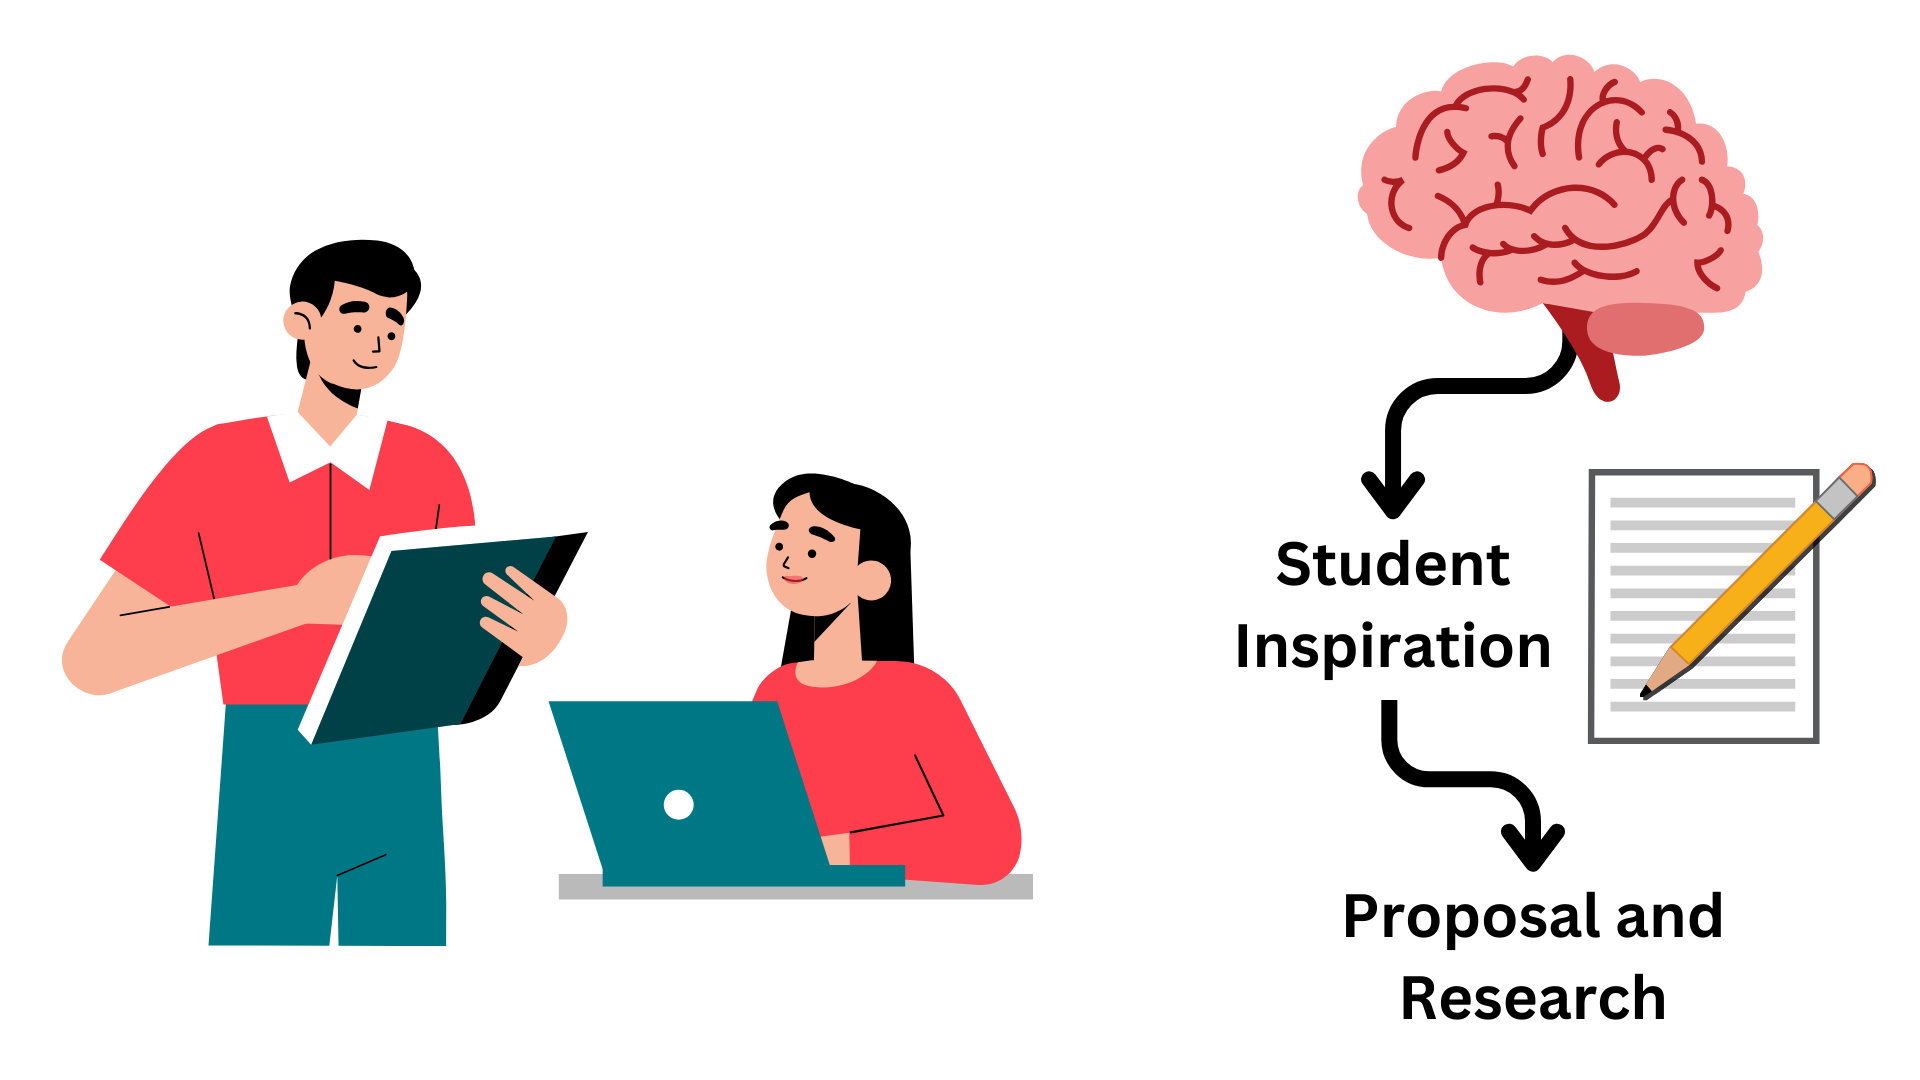 Student
Inspiration
Proposal and
Research